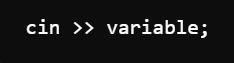 cin >> variable;